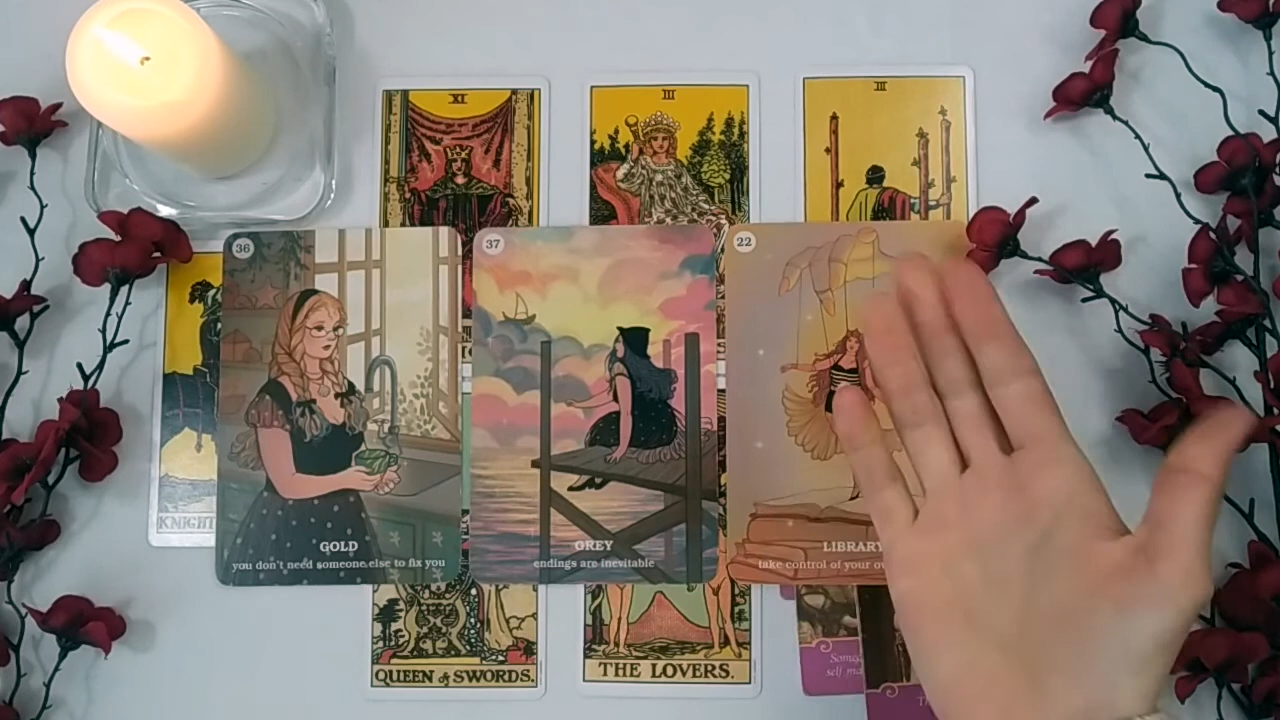 XI
III
III
36
37
22
KNIGHT
GOLD
you don't need someone else to fix you
GREY
endings are inevitable
LIBRARY
take control of your
QUEEN of SWORDS.
THE LOVERS.
self